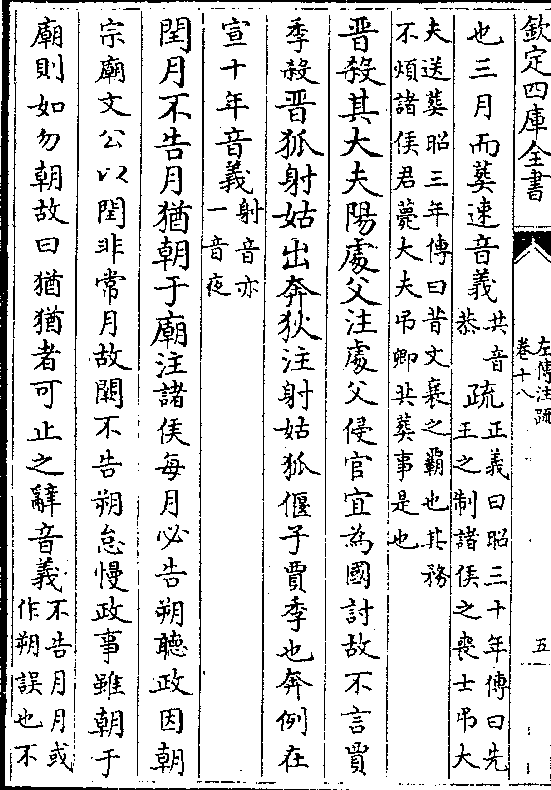 欽定四庫全書
左傳注疏
卷十八
五
也三月而葬速音義共音恭疏正義曰昭三十年傳曰先王之制諸侯之喪士弔大
夫送葬昭三年傳曰昔文襄之霸也其務不煩諸侯君薨大夫弔卿共葬事是也
晉殺其大夫陽處父注處父侵官宜為國討故不言賈
季殺晉狐射姑出奔狄注射姑狐偃子賈季也奔例在
宣十年音義射音亦一音夜
閏月不告月猶朝于廟注諸侯每月必告朔聽政因朝
宗廟文公以閏非常月故闕不告朔怠慢政事雖朝于
廟則如勿朝故曰猶猶者可止之辭音義不告月月或作朔誤也不